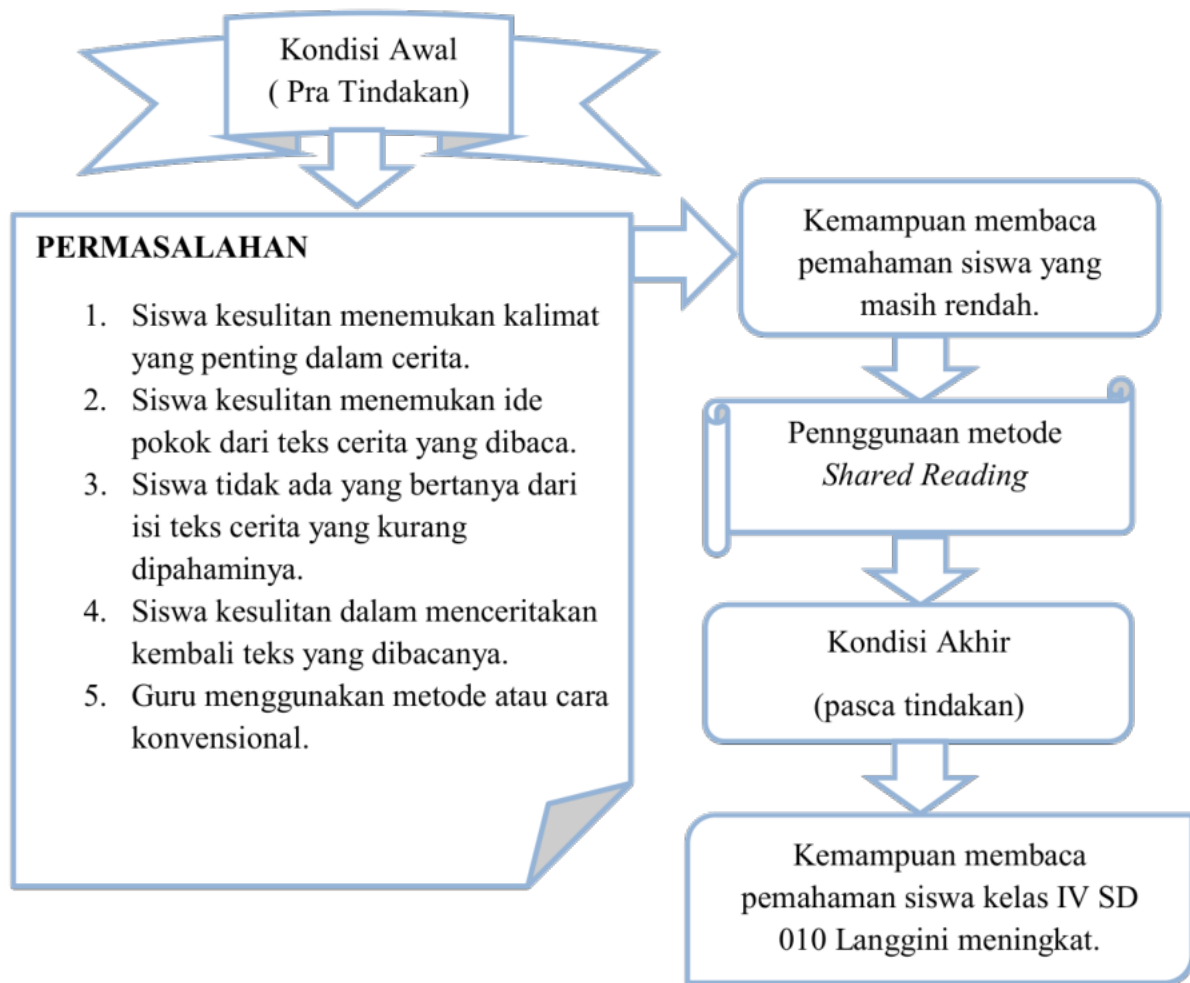 Kondisi Awal
( Pra Tindakan)
PERMASALAHAN
1. Siswa kesulitan menemukan kalimat
yang penting dalam cerita.
2. Siswa kesulitan menemukan ide
pokok dari teks cerita yang dibaca.
3. Siswa tidak ada yang bertanya dari
isi teks cerita yang kurang
dipahaminya.
4. Siswa kesulitan dalam menceritakan
kembali teks yang dibacanya.
5. Guru menggunakan metode atau cara
konvensional.
Kemampuan membaca
pemahaman siswa yang
masih rendah.
Pennggunaan metode
Shared Reading
Kondisi Akhir
(pasca tindakan)
Kemampuan membaca
pemahaman siswa kelas IV SD
010 Langgini meningkat.